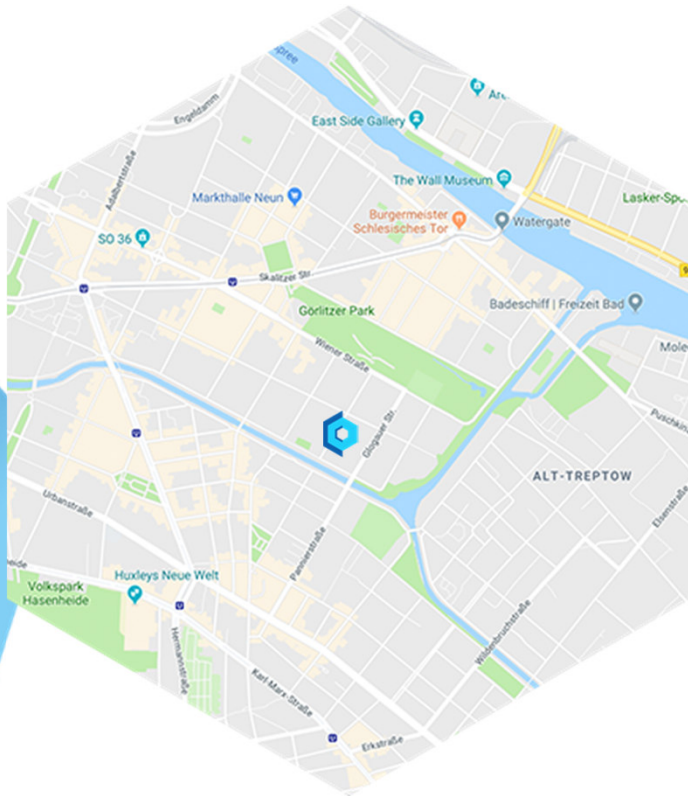 Spree
Engeldamm
East Side Gallery
Adalbertstraße
The Wall Museum
Markthalle Neun
Lasker-Spo
Burgermeister
Schlesisches Tor
Watergate
SO 36
Skalitzer Str.
Badeschiff | Freizeit Bad
Görlitzer Park
Wiener Straße
Mole
Glogauer Str.
Puschkin
ALT-TREPTOW
Urbanstraße
Elsenstraße
Pannierstraße
heide
Huxleys Neue Welt
Volkspark
Hasenheide
Wildenbruchstraße
Hermannstraße
Karl-Marx-Straße
Erkstraße